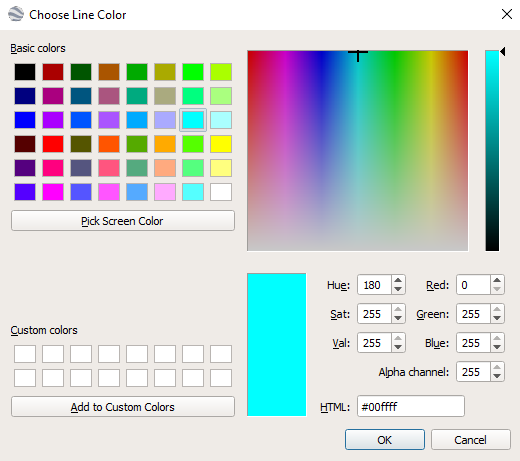 Choose Line Color
Basic colors
Pick Screen Color
Custom colors
Add to Custom Colors
Hue: 180
Red: 0
Sat: 255
Green: 255
Val: 255
Blue: 255
Alpha channel: 255
HTML: #00ffff
OK
Cancel